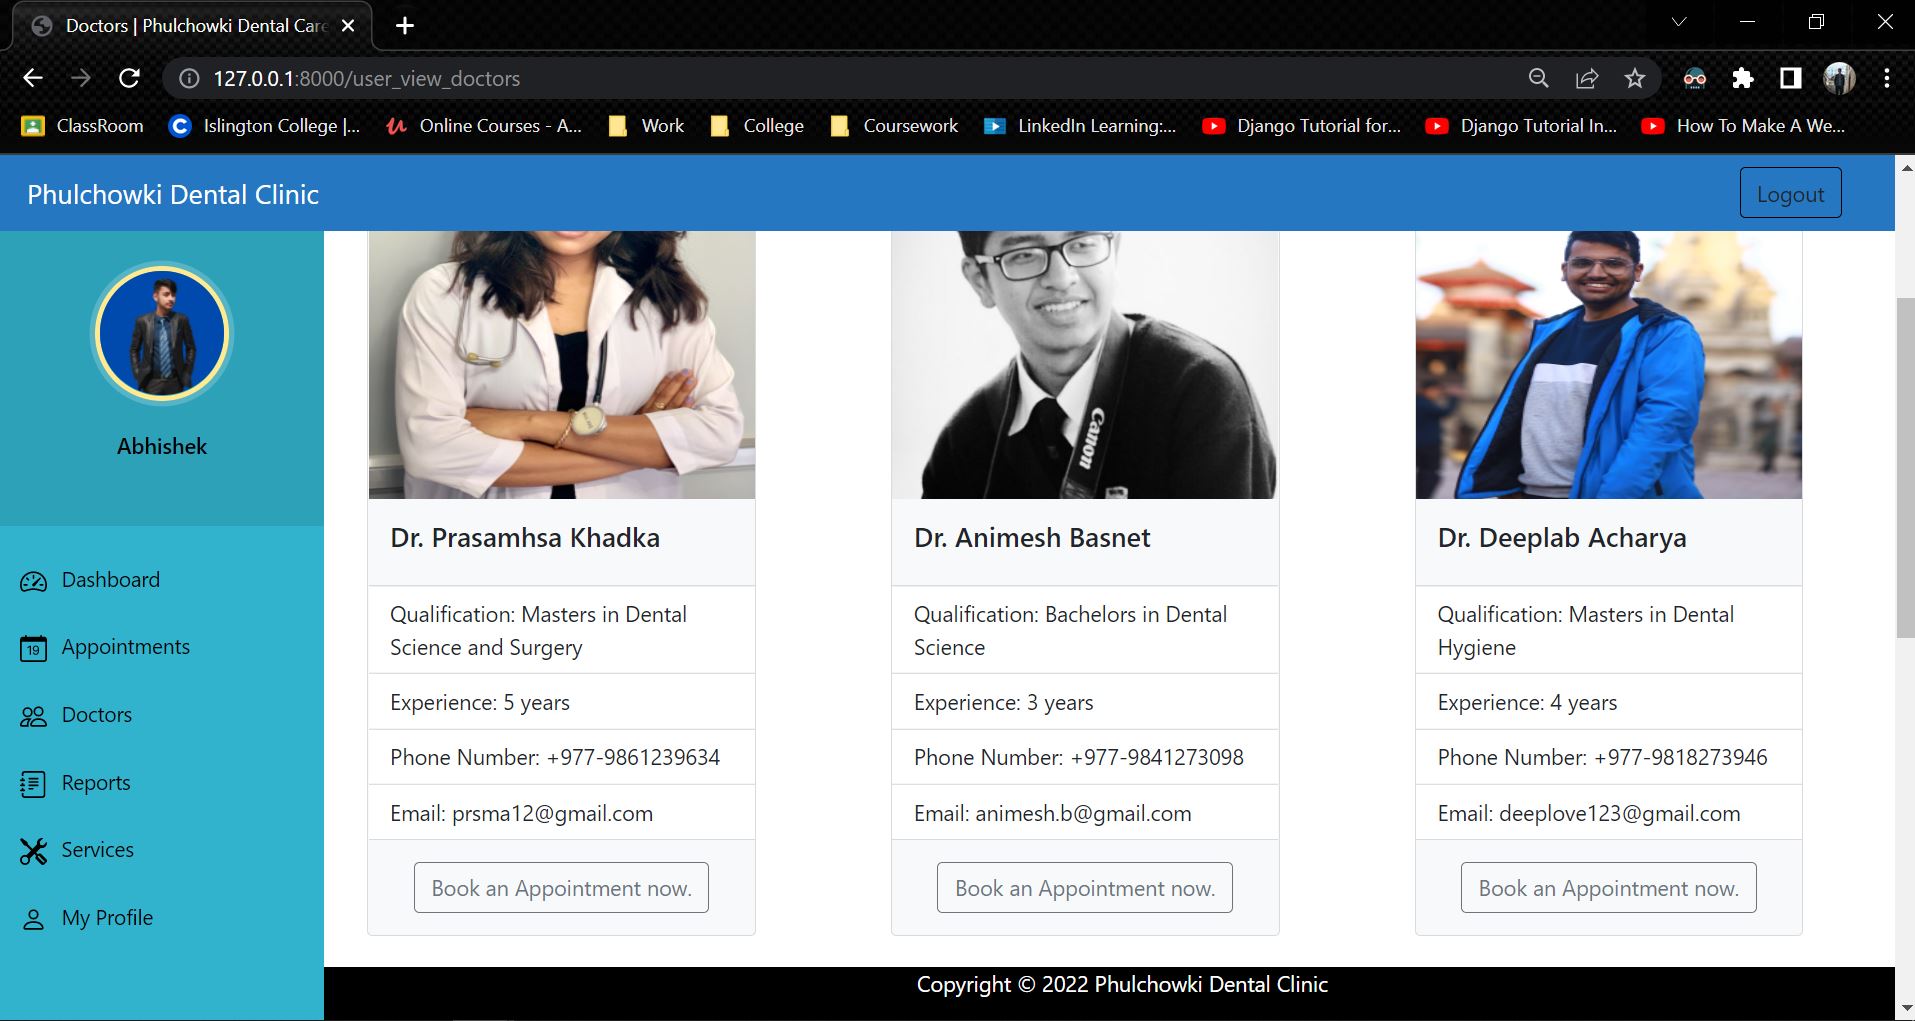 Doctors | Phulchowki Dental Care
127.0.0.1:8000/user_view_doctors
ClassRoom Islington College |... Online Courses - A... Work College Coursework LinkedIn Learning:... Django Tutorial for... Django Tutorial In... How To Make A We...
Phulchowki Dental Clinic Logout
Abhishek
Dashboard
19
Appointments
Doctors
Reports
Services
My Profile
Canon
Dr. Prasamhsa Khadka
Qualification: Masters in Dental
Science and Surgery
Experience: 5 years
Phone Number: +977-9861239634
Email: prsma12@gmail.com
Book an Appointment now.
Dr. Animesh Basnet
Qualification: Bachelors in Dental
Science
Experience: 3 years
Phone Number: +977-9841273098
Email: animesh.b@gmail.com
Book an Appointment now.
Dr. Deeplab Acharya
Qualification: Masters in Dental
Hygiene
Experience: 4 years
Phone Number: +977-9818273946
Email: deeplove123@gmail.com
Book an Appointment now.
Copyright © 2022 Phulchowki Dental Clinic